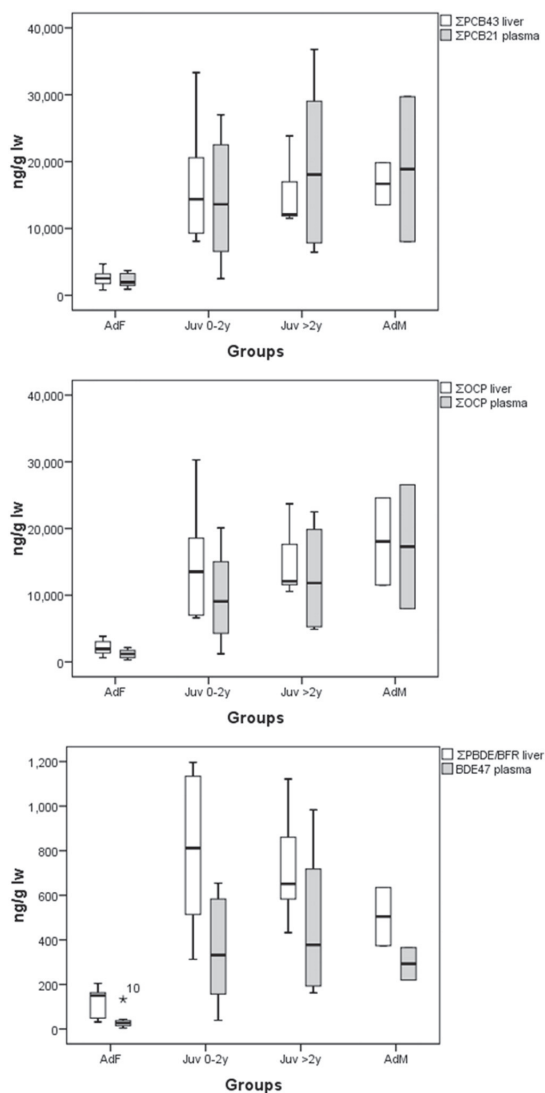 40,000
30,000
20,000
10,000
0
ng/g lw
AdF Juv 0-2y Juv >2y AdM
Groups
ΣPCB43 liver
ΣPCB21 plasma
40,000
30,000
20,000
10,000
0
ng/g lw
AdF Juv 0-2y Juv >2y AdM
Groups
ΣOCP liver
ΣOCP plasma
1,200
1,000
800
600
400
200
0
ng/g lw
10
AdF Juv 0-2y Juv >2y AdM
Groups
ΣPBDE/BFR liver
BDE47 plasma